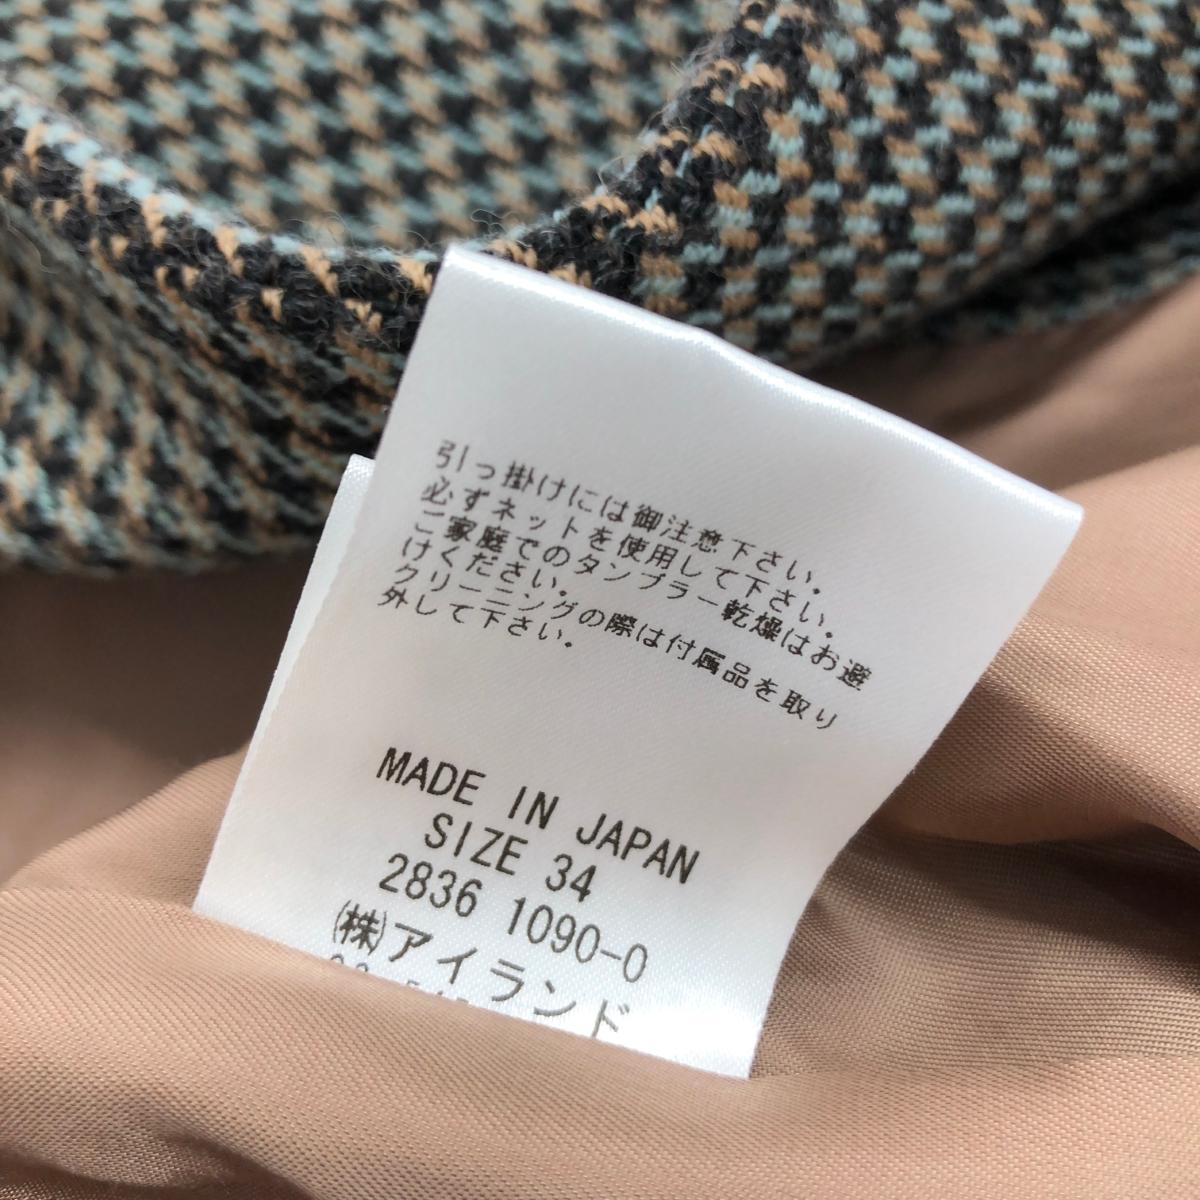 引っ掛けには御注意下さい。
必ずネットを使用して下さい。
ご家庭でのタンブラー乾燥はお避
けください。
クリーニングの際は付属品を取り
外して下さい。
MADE IN JAPAN
SIZE 34
2836 1090-0
(株)アイランド